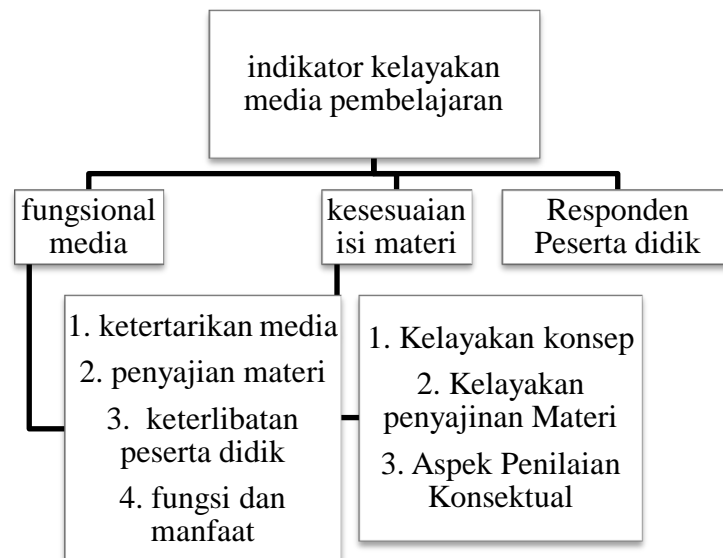 indikator kelayakan
media pembelajaran
fungsional
media
kesesuaian
isi materi
Responden
Peserta didik
1. ketertarikan media
2. penyajian materi
3. keterlibatan
peserta didik
4. fungsi dan
manfaat
1. Kelayakan konsep
2. Kelayakan
penyajinan Materi
3. Aspek Penilaian
Konsektual